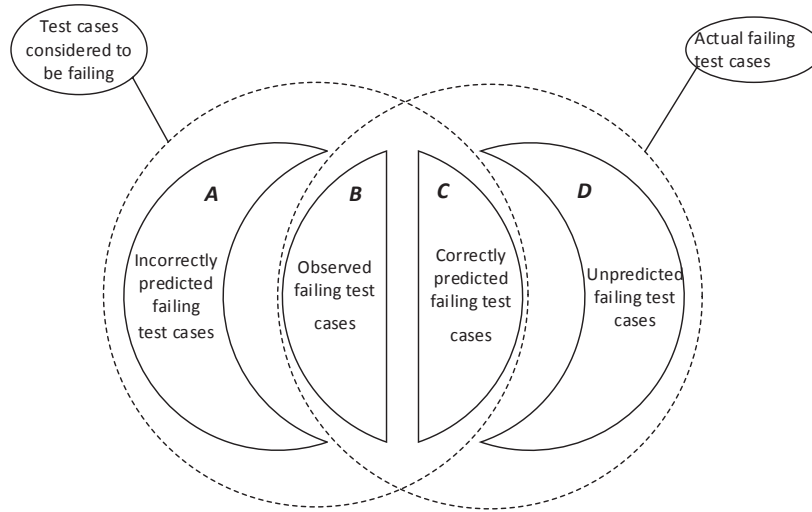 Test cases
considered to
be failing
Actual failing
test cases
A
B
C
D
Incorrectly
predicted
failing
test cases
Observed
failing test
cases
Correctly
predicted
failing test
cases
Unpredicted
failing test
cases